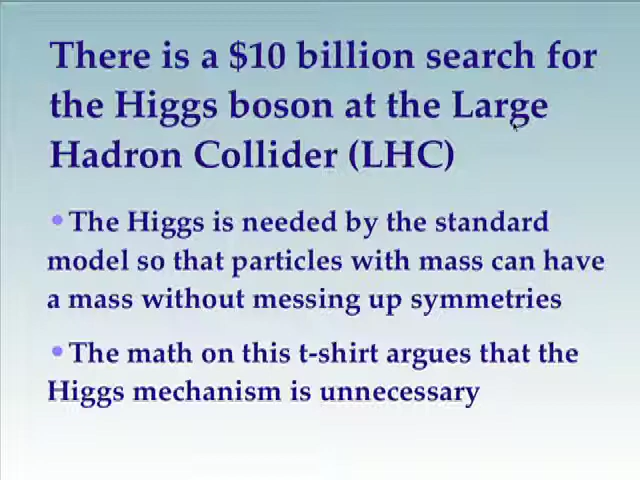 There is a $10 billion search for
the Higgs boson at the Large
Hadron Collider (LHC)
•The Higgs is needed by the standard
model so that particles with mass can have
a mass without messing up symmetries
•The math on this t-shirt argues that the
Higgs mechanism is unnecessary